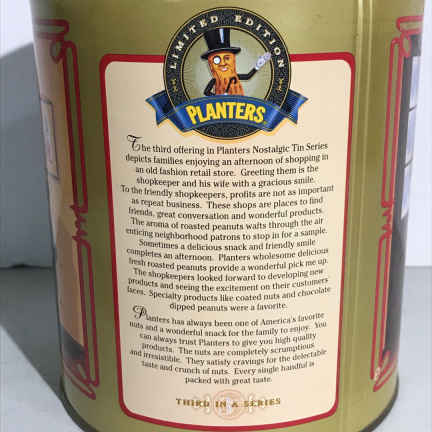 LIMITED EDITION
PLANTERS
The third offering in Planters Nostalgic Tin Series
depicts families enjoying an afternoon of shopping in
an old fashion retail store. Greeting them is the
shopkeeper and his wife with a gracious smile.
To the friendly shopkeepers, profits are not as important
as repeat business. These shops are places to find
friends, great conversation and wonderful products.
The aroma of roasted peanuts wafts through the air
enticing neighborhood patrons to stop in for a sample.
Sometimes a delicious snack and friendly smile
completes an afternoon. Planters wholesome delicious
fresh roasted peanuts provide a wonderful pick me up.
The shopkeepers looked forward to developing new
products and seeing the excitement on their customers'
faces. Specialty products like coated nuts and chocolate
dipped peanuts were a favorite.
Planters has always been one of America's favorite
nuts and a wonderful snack for the family to enjoy. You
can always trust Planters to give you high quality
products. The nuts are completely scrumptious
and irresistible. They satisfy cravings for the delectable
taste and crunch of nuts. Every single handful is
packed with great taste.
THIRD IN A SERIES